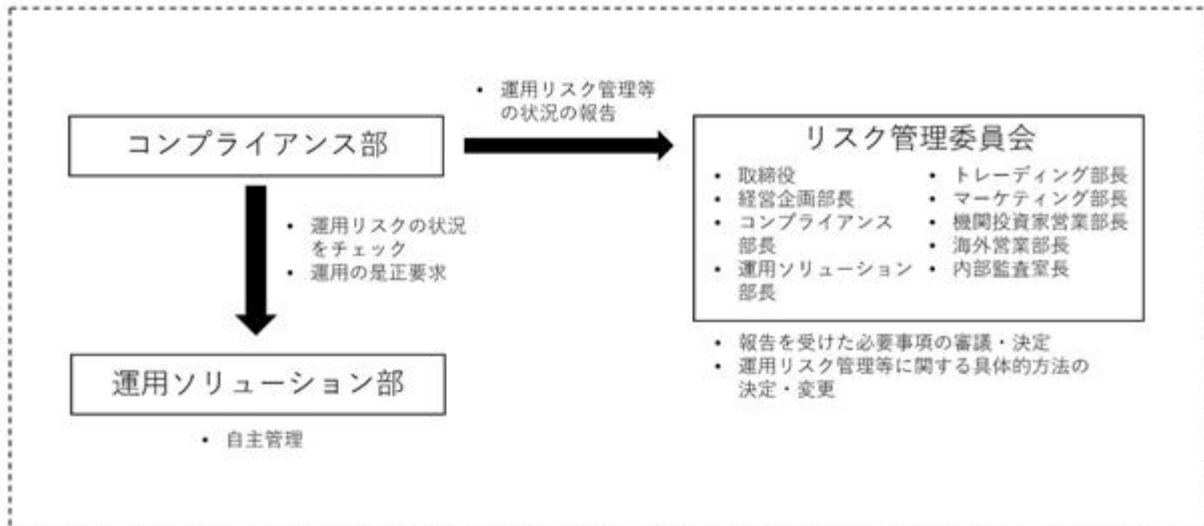 • 運用リスク管理等
の状況の報告
コンプライアンス部
リスク管理委員会
• 取締役
• 経営企画部長
• コンプライアンス
部長
• 運用ソリューション
部長
• トレーディング部長
• マーケティング部長
• 機関投資家営業部長
• 海外営業部長
• 内部監査室長
• 運用リスクの状況
をチェック
• 運用の是正要求
• 報告を受けた必要事項の審議・決定
• 運用リスク管理等に関する具体的方法の
決定・変更
運用ソリューション部
• 自主管理